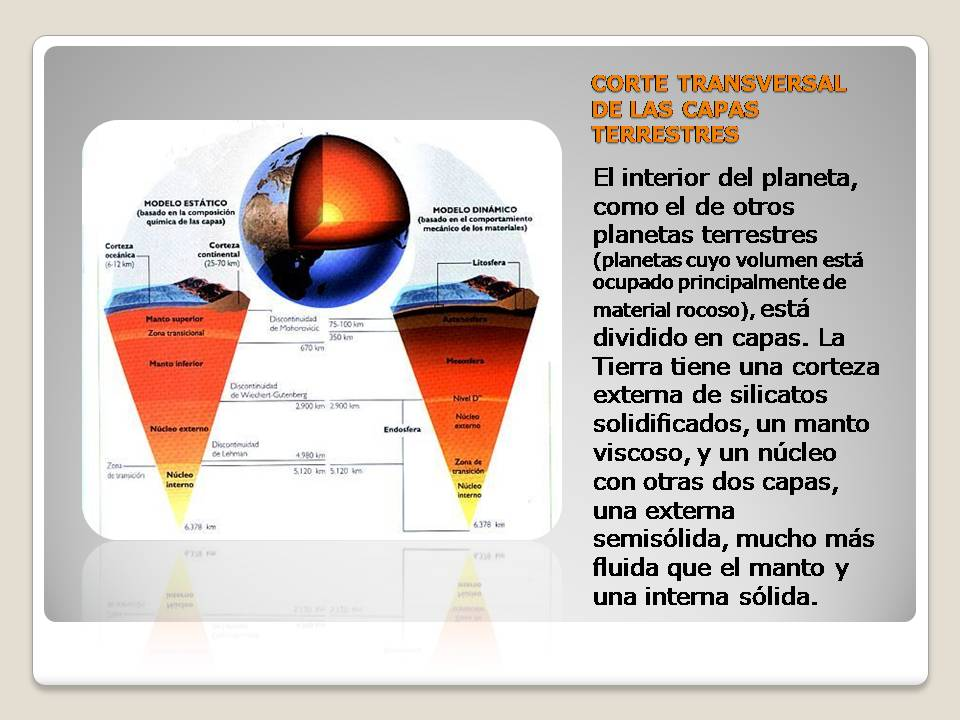 CORTE TRANSVERSAL
DE LAS CAPAS
TERRESTRES
El interior del planeta,
como el de otros
planetas terrestres
(planetas cuyo volumen está
ocupado principalmente de
material rocoso), está
dividido en capas. La
Tierra tiene una corteza
externa de silicatos
solidificados, un manto
viscoso, y un núcleo
con otras dos capas,
una externa
semisólida, mucho más
fluida que el manto y
una interna sólida.
MODELO ESTÁTICO
(basado en la composición
química de las capas)
Corteza
oceánica
(6-12 km)
Corteza
continental
(25-70 km)
MODELO DINÁMICO
(basado en el comportamiento
mecánico de los materiales)
Litosfera
Manto superior
Zona transicional
Manto inferior
Núcleo externo
Núcleo
interno
6.378 km
Discontinuidad
de Mohorovicic
670 km
75-100 km
350 km
Discontinuidad
de Wiechert-Gutenberg
2.900 km 2.900 km
Discontinuidad
de Lehman
4.980 km
5.120 km 5.120 km
Zona
de transición
Endosfera
Astenosfera
Mesosfera
Nivel D"
Núcleo
externo
Zona de
transición
Núcleo
interno
6.378 km